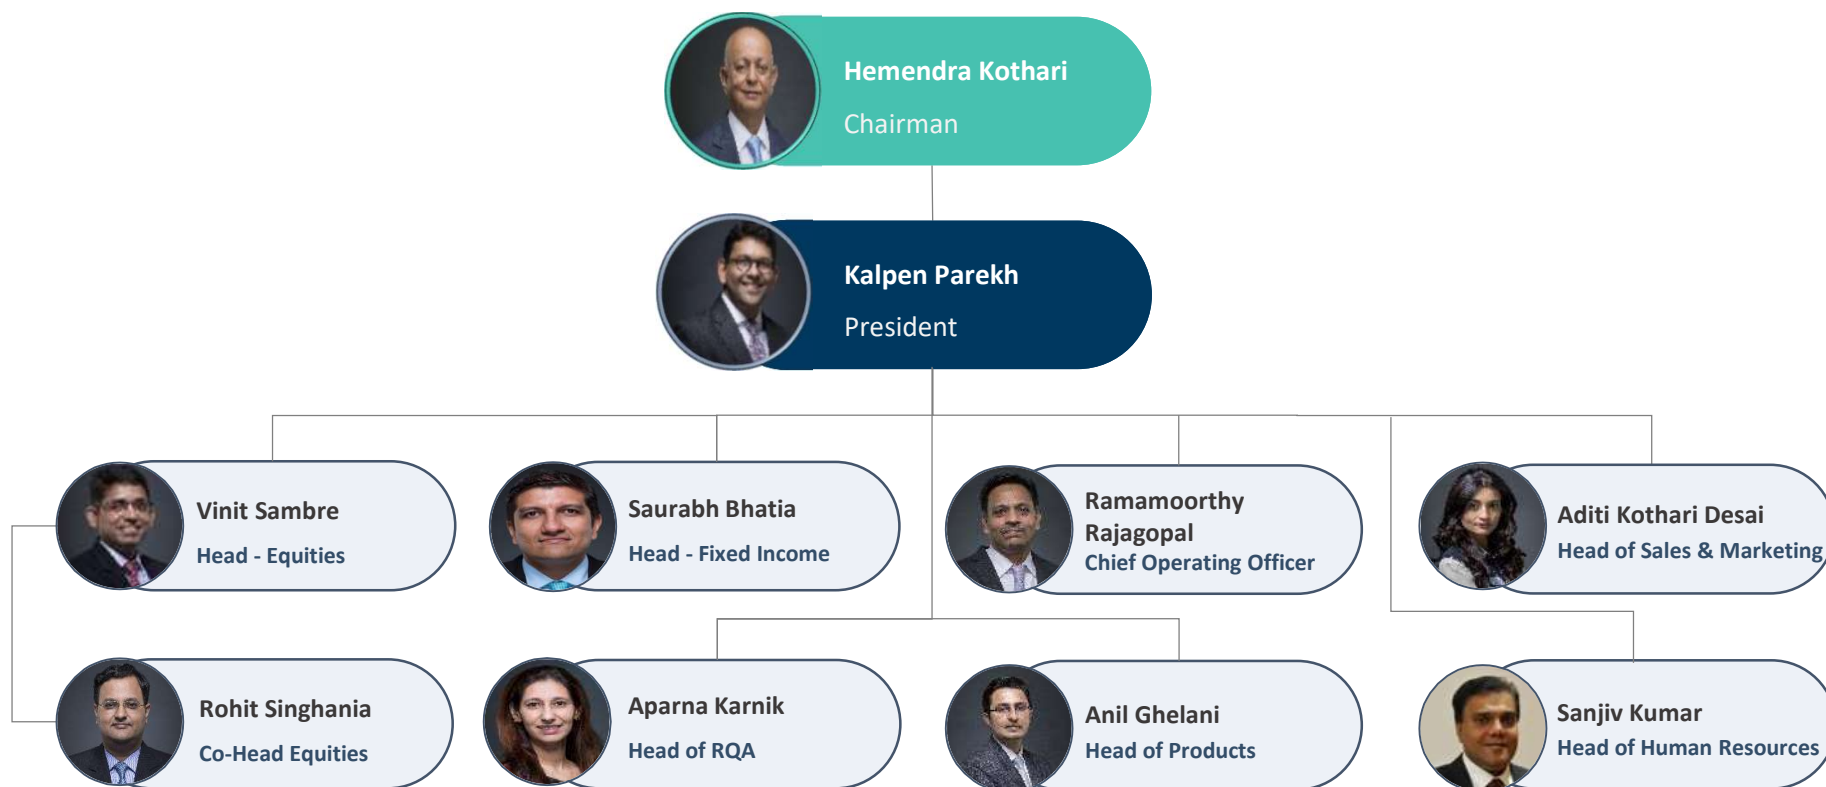 Hemendra Kothari
Chairman
Kalpen Parekh
President
Vinit Sambre
Head - Equities
Saurabh Bhatia
Head - Fixed Income
Ramamoorthy
Rajagopal
Chief Operating Officer
Aditi Kothari Desai
Head of Sales & Marketing
Rohit Singhania
Co-Head Equities
Aparna Karnik
Head of RQA
Anil Ghelani
Head of Products
Sanjiv Kumar
Head of Human Resources